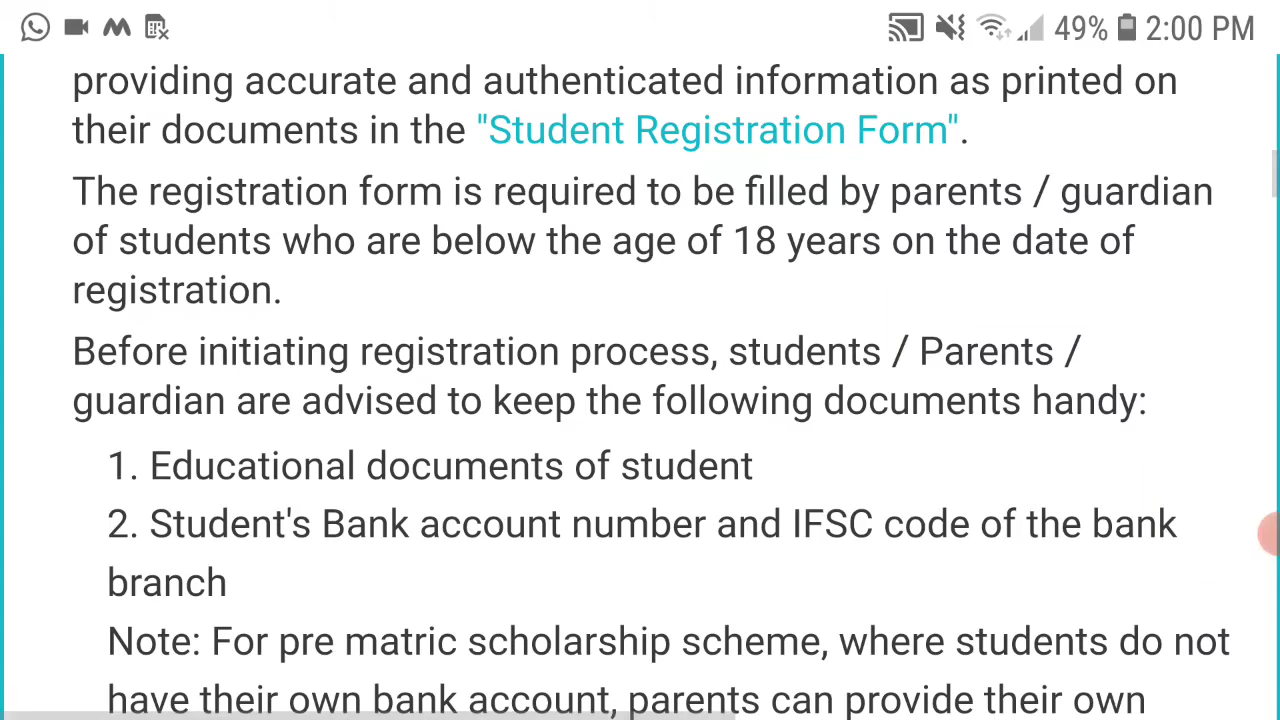 49% 2:00 PM
providing accurate and authenticated information as printed on
their documents in the "Student Registration Form".
The registration form is required to be filled by parents / guardian
of students who are below the age of 18 years on the date of
registration.
Before initiating registration process, students / Parents /
guardian are advised to keep the following documents handy:
1. Educational documents of student
2. Student's Bank account number and IFSC code of the bank
branch
Note: For pre matric scholarship scheme, where students do not
have their own bank account, parents can provide their own